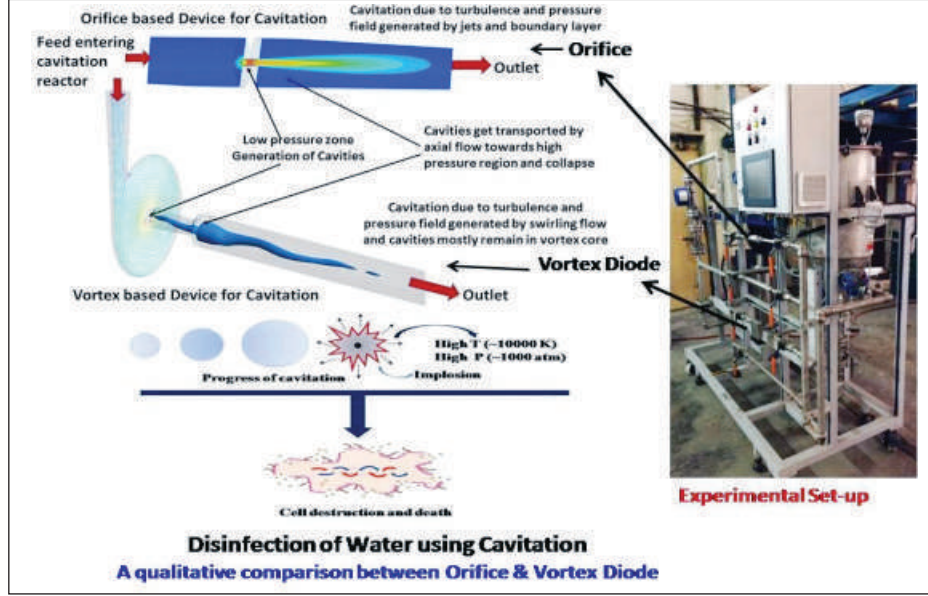 Orifice based Device for Cavitation
Cavitation due to turbulence and pressure
field generated by jets and boundary layer
Feed entering
cavitation
reactor
Orifice
Outlet
Low pressure zone
Generation of Cavities
Cavities get transported by
axial flow towards high
pressure region and collapse
Cavitation due to turbulence and
pressure field generated by swirling flow
and cavities mostly remain in vortex core
Vortex Diode
Outlet
Vortex based Device for Cavitation
High T (~10000 K)
High P (~1000 atm)
Progress of cavitation
Implosion
Cell destruction and death
Experimental Set-up
Disinfection of Water using Cavitation
A qualitative comparison between Orifice & Vortex Diode